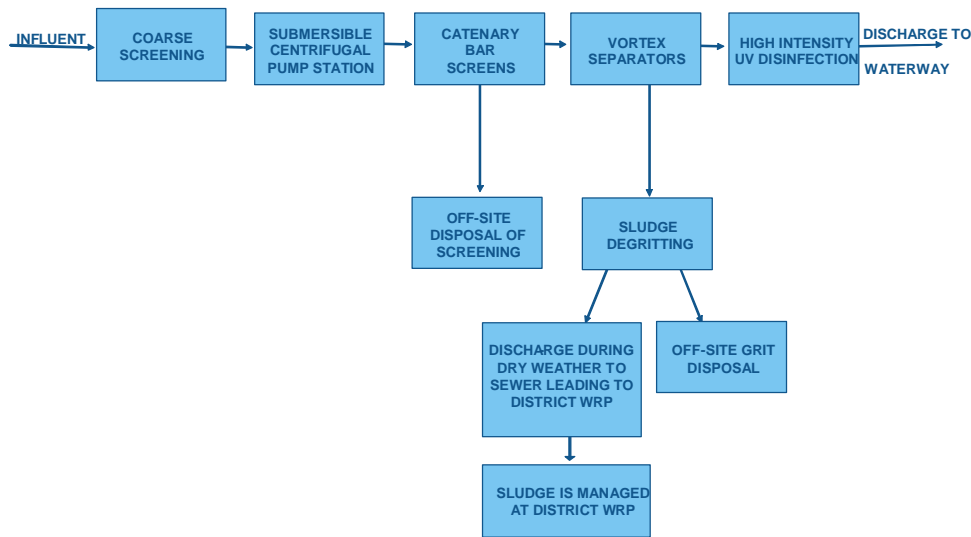 INFLUENT
COARSE
SCREENING
SUBMERSIBLE
CENTRIFUGAL
PUMP STATION
CATENARY
BAR
SCREENS
VORTEX
SEPARATORS
HIGH INTENSITY
UV DISINFECTION
DISCHARGE TO
WATERWAY
OFF-SITE
DISPOSAL OF
SCREENING
SLUDGE
DEGRITTING
DISCHARGE DURING
DRY WEATHER TO
SEWER LEADING TO
DISTRICT WRP
OFF-SITE GRIT
DISPOSAL
SLUDGE IS MANAGED
AT DISTRICT WRP